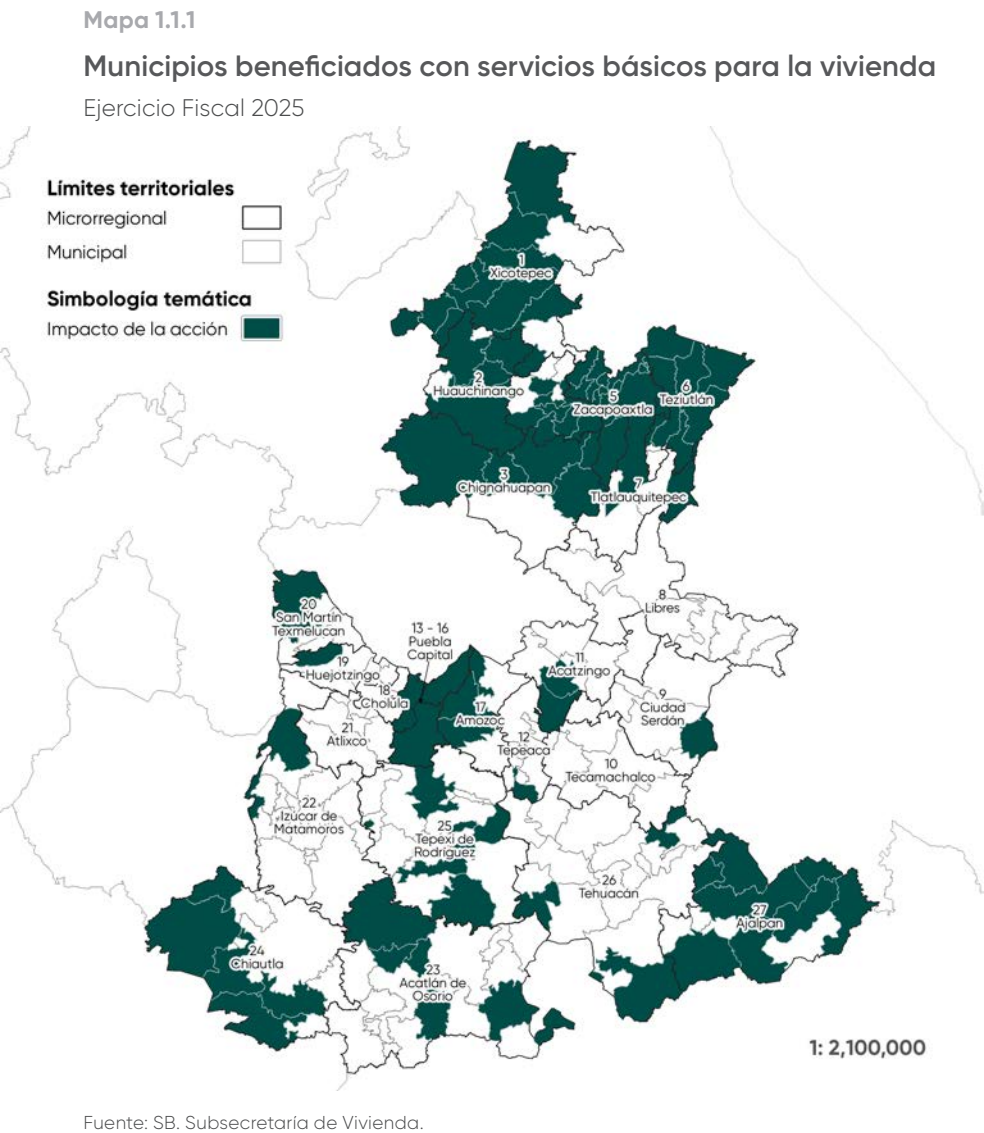 Mapa 1.1.1
Municipios beneficiados con servicios básicos para la vivienda
Ejercicio Fiscal 2025
Límites territoriales
Microrregional
Municipal
Simbología temática
Impacto de la acción
1
Xicotepec
2
Huauchinango
5
Zacapoaxtla
6
Teziutlán
3
Chignahuapan
7
Tlatlauquitepec
8
Libres
20
San Martín
Texmelucan
13 - 16
Puebla
Capital
19
Huejotzingo
11
Acatzingo
18
Cholula
9
Ciudad
Serdán
17
Amozoc
21
Atlixco
12
Tepeaca
10
Tecamachalco
22
Izúcar de
Matamoros
25
Tepexi de
Rodríguez
26
Tehuacán
27
Ajalpan
24
Chiautla
23
Acatlán de
Osorio
1: 2,100,000
Fuente: SB. Subsecretaría de Vivienda.